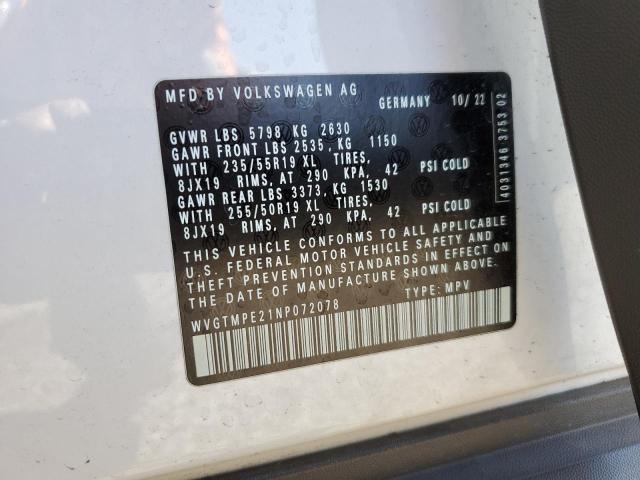 MFD BY VOLKSWAGEN AG
GERMANY 10/ 22
GVWR LBS 5798 KG 2630
GAWR FRONT LBS 2535, KG 1150
WITH 235/55R19 XL TIRES,
8JX19 RIMS, AT 290 KPA, 42 PSI COLD
GAWR REAR LBS 3373, KG 1530
WITH 255/50R19 XL TIRES,
8JX19 RIMS, AT 290 KPA, 42 PSI COLD
THIS VEHICLE CONFORMS TO ALL APPLICABLE
U.S. FEDERAL MOTOR VEHICLE SAFETY AND
THEFT PREVENTION STANDARDS IN EFFECT ON
THE DATE OF MANUFACTURE SHOWN ABOVE.
WVGTMPE21NP072078 TYPE: MPV
4031346 3753 02